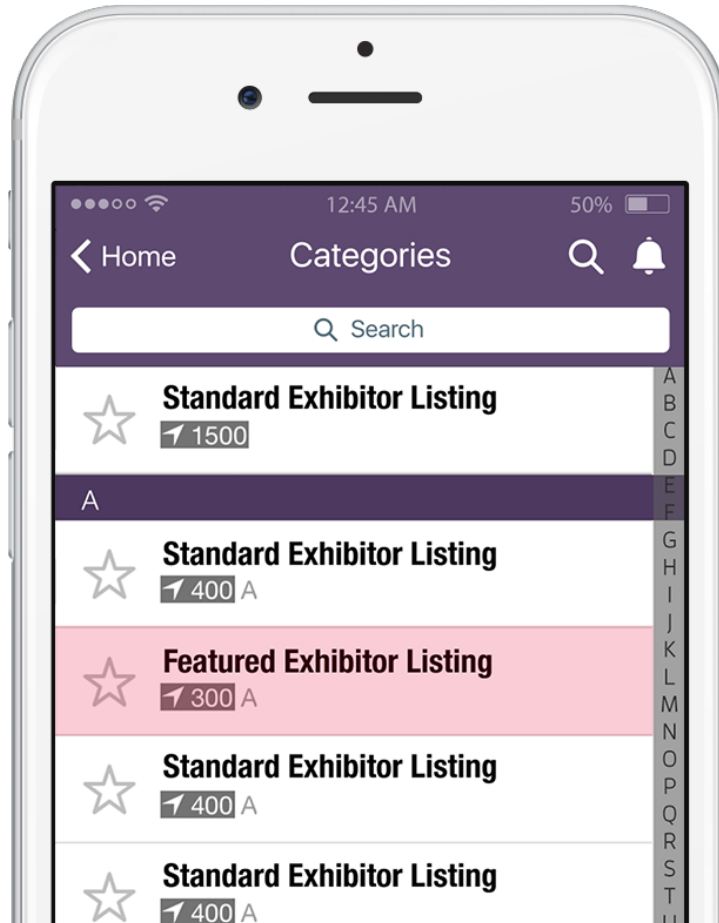 12:45 AM 50%
Home Categories
Search
Standard Exhibitor Listing
1500
A
Standard Exhibitor Listing
400 A
Featured Exhibitor Listing
300 A
Standard Exhibitor Listing
400 A
Standard Exhibitor Listing
400 A
A
B
C
D
E
F
G
H
I
J
K
L
M
N
O
P
Q
R
S
T
U